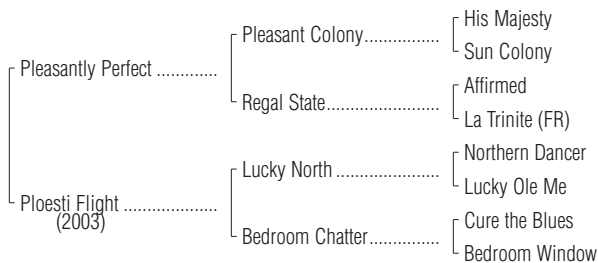 His Majesty
Pleasant Colony................
Sun Colony
Pleasantly Perfect .............
Affirmed
Regal State........................
La Trinite (FR)
Northern Dancer
Lucky North ......................
Lucky Ole Me
Ploesti Flight ....................
(2003)
Cure the Blues
Bedroom Chatter...............
Bedroom Window